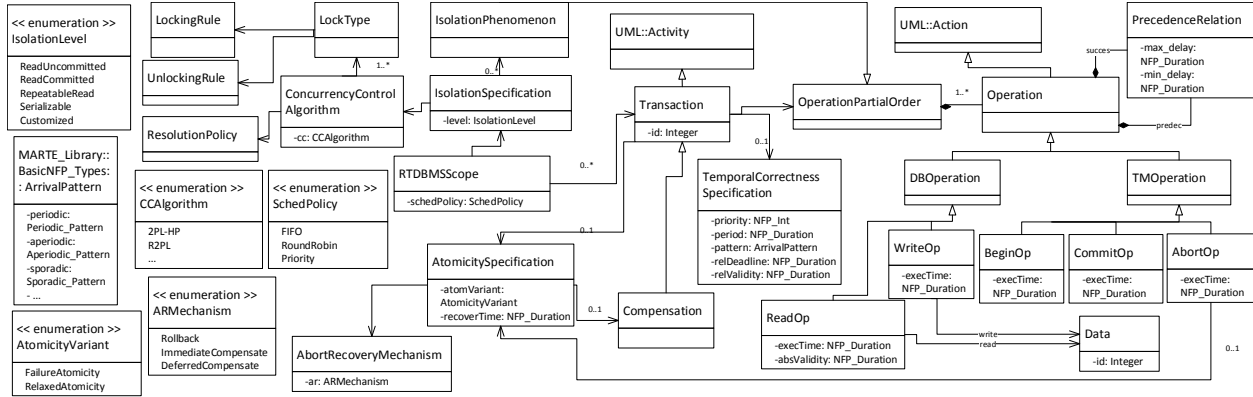 << enumeration >>
IsolationLevel
ReadUncommitted
ReadCommitted
RepeatableRead
Serializable
Customized
MARTE_Library::
BasicNFP_Types:
: ArrivalPattern
-periodic:
Periodic_Pattern
-aperiodic:
Aperiodic_Pattern
-sporadic:
Sporadic_Pattern
- ...
<< enumeration >>
AtomicityVariant
FailureAtomicity
RelaxedAtomicity
LockingRule
UnlockingRule
ResolutionPolicy
<< enumeration >>
CCAlgorithm
2PL-HP
R2PL
...
<< enumeration >>
SchedPolicy
FIFO
RoundRobin
Priority
<< enumeration >>
ARMechanism
Rollback
ImmediateCompensate
DeferredCompensate
LockType
1..*
ConcurrencyControl
Algorithm
-cc: CCAlgorithm
IsolationPhenomenon
0..*
IsolationSpecification
-level: IsolationLevel
RTDBMSScope
-schedPolicy: SchedPolicy
0..*
0..1
AtomicitySpecification
-atomVariant:
AtomicityVariant
-recoverTime: NFP_Duration
AbortRecoveryMechanism
-ar: ARMechanism
UML::Activity
Transaction
-id: Integer
0..1
Compensation
0..1
TemporalCorrectness
Specification
-priority: NFP_Int
-period: NFP_Duration
-pattern: ArrivalPattern
-relDeadline: NFP_Duration
-relValidity: NFP_Duration
OperationPartialOrder
1..*
UML::Action
Operation
succes
predec
PrecedenceRelation
-max_delay:
NFP_Duration
-min_delay:
NFP_Duration
DBOperation
TMOperation
WriteOp
-execTime:
NFP_Duration
BeginOp
-execTime:
NFP_Duration
CommitOp
-execTime:
NFP_Duration
AbortOp
-execTime:
NFP_Duration
ReadOp
-execTime: NFP_Duration
-absValidity: NFP_Duration
write
read
Data
-id: Integer
0..1